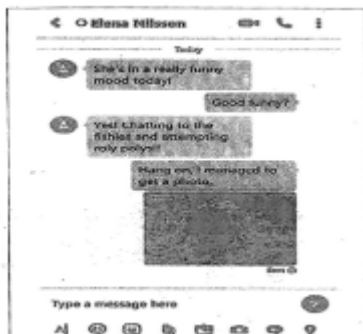 Elena Nilsson
Today
She's in a really funny
mood today!
Good funny?
Yes! Chatting to the
fishies and attempting
roly polys!!
Hang on, I managed to
get a photo.
Type a message here